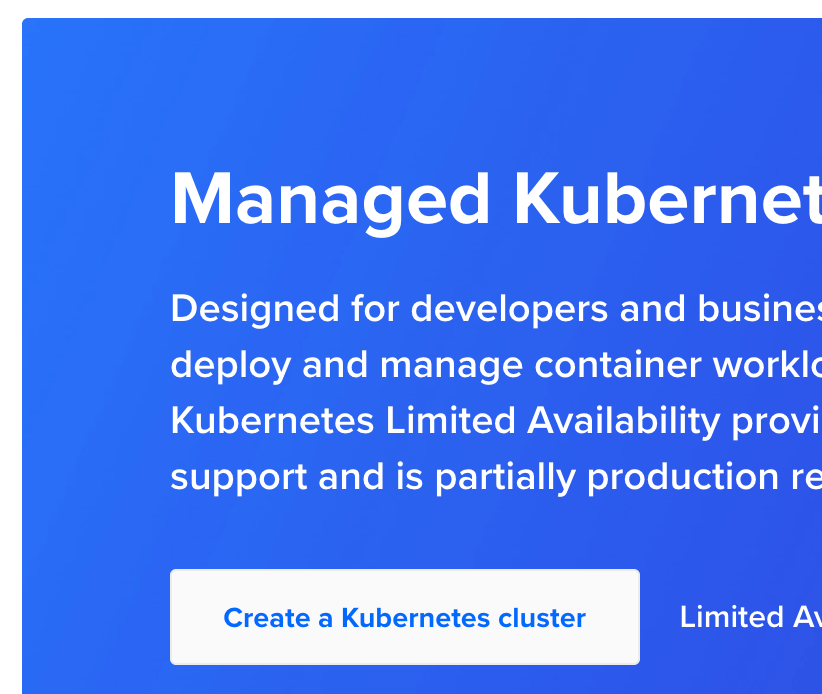 Managed Kubernet
Designed for developers and busines
deploy and manage container worklo
Kubernetes Limited Availability provi
support and is partially production re
Create a Kubernetes cluster
Limited Av